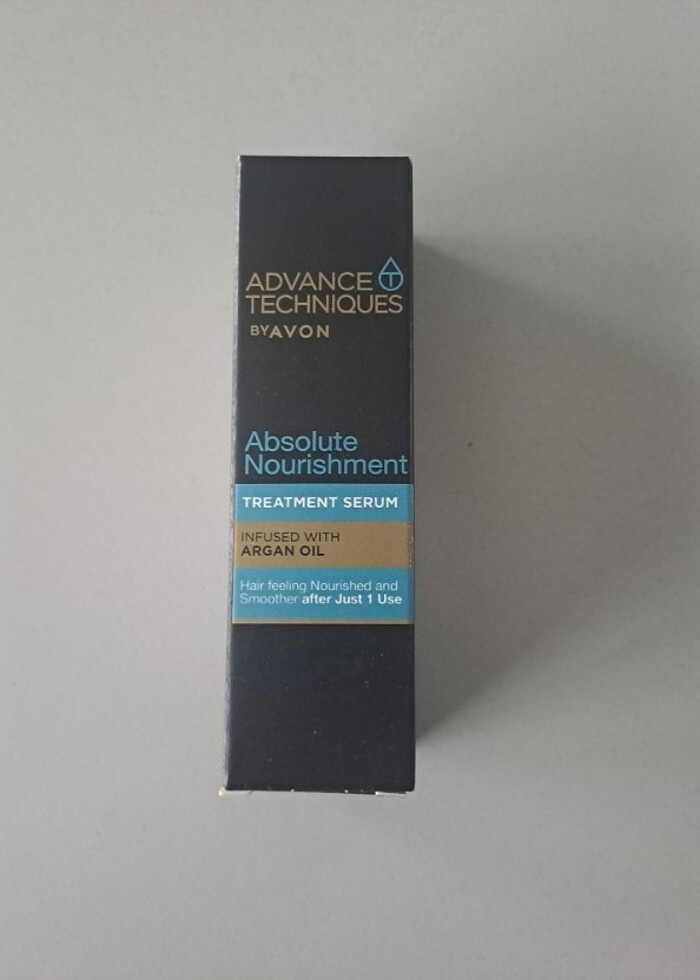 ADVANCE
TECHNIQUES
BY AVON
Absolute
Nourishment
TREATMENT SERUM
INFUSED WITH
ARGAN OIL
Hair feeling Nourished and
Smoother after Just 1 Use